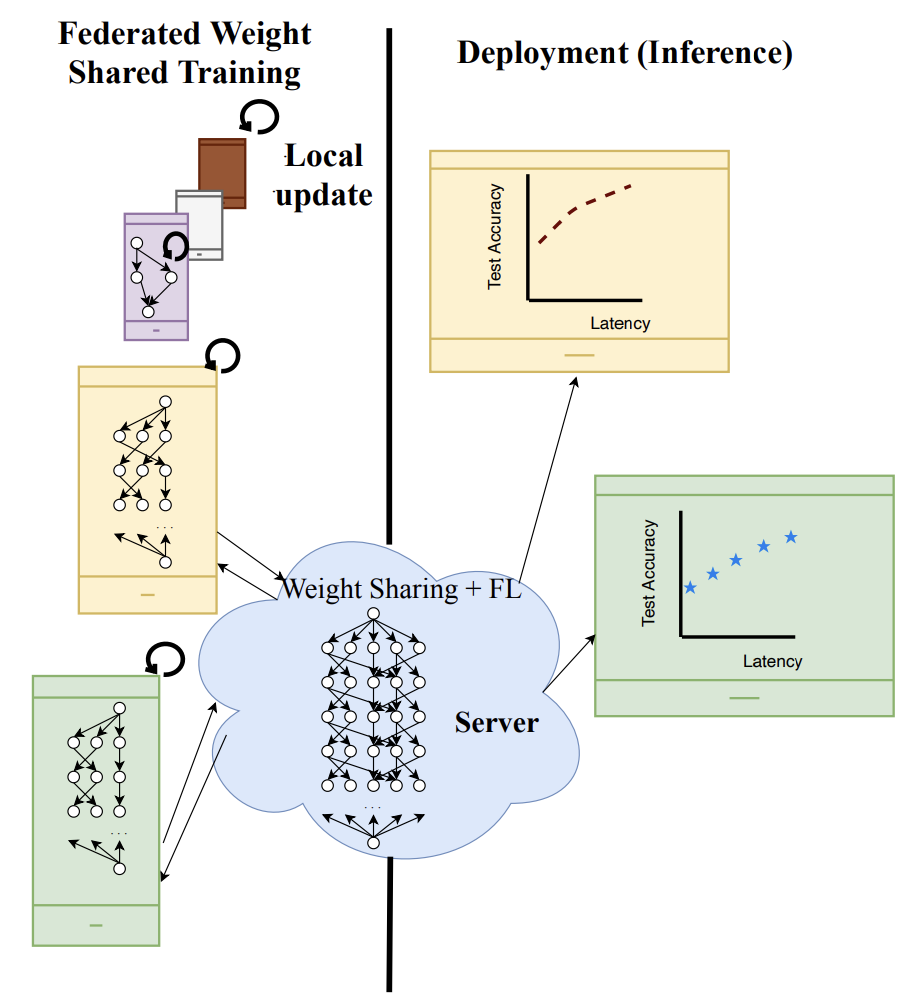 Federated Weight
Shared Training
Deployment (Inference)
Local
update
Test Accuracy
Latency
. . .
Weight Sharing + FL
Test Accuracy
Latency
Server
. . .
. . .